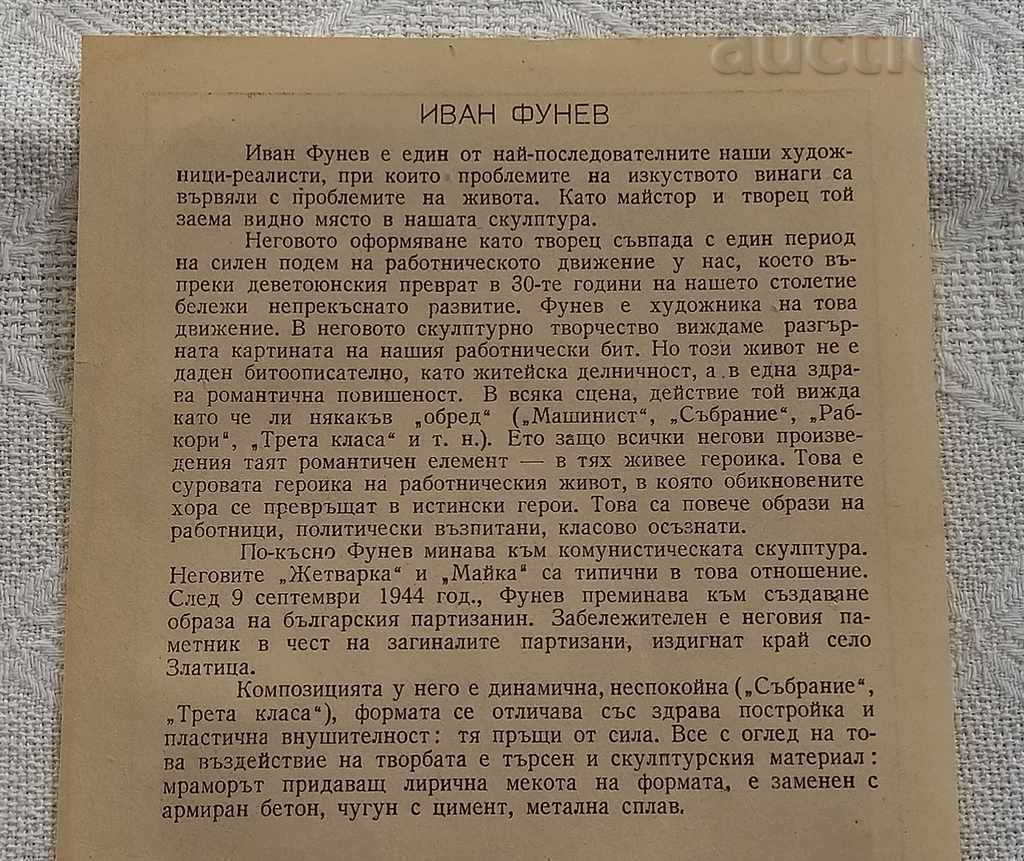 auctio
ИВАН ФУНЕВ
Иван Фунев е един от най-последователните наши худож-
ници-реалисти, при които проблемите на изкуството винаги са
вървяли с проблемите на живота. Като майстор и творец той
заема видно място в нашата скулптура.
Неговото оформяване като творец съвпада с един период
на силен подем на работническото движение у нас, което въ-
преки деветоюнския преврат в 30-те години на нашето столетие
бележи непрекъснато развитие. Фунев е художника на това
движение. В неговото скулптурно творчество виждаме разгър-
ната картината на нашия работнически бит. Но този живот не е
даден битоописателно, като житейска делничност, а в една здра-
ва романтична повишеност. В всяка сцена, действие той вижда
като че ли някакъв „обред“ („Машинист“, „Събрание“, „Раб-
кори“, „Трета класа“ и т. н.). Ето защо всички негови произве-
дения таят романтичен елемент — в тях живее героика. Това е
суровата героика на работническия живот, в която обикновените
хора се превръщат в истински герои. Това са повече образи на
работници, политически възпитани, класово осъзнати.
По-късно Фунев минава към комунистическата скулптура.
Неговите „Жетварка“ и „Майка“ са типични в това отношение.
След 9 септември 1944 год., Фунев преминава към създаване
образа на българския партизанин. Забележителен е неговия па-
метник в чест на загиналите партизани, издигнат край село
Златица.
Композицията у него е динамична, неспокойна („Събрание“,
„Трета класа“), формата се отличава със здрава постройка и
пластична внушителност: тя пръщи от сила. Все с оглед на то-
ва въздействие на творбата е търсен и скулптурския материал:
мраморът придаващ лирична мекота на формата, е заменен с
армиран бетон, чугун с цимент, метална сплав.